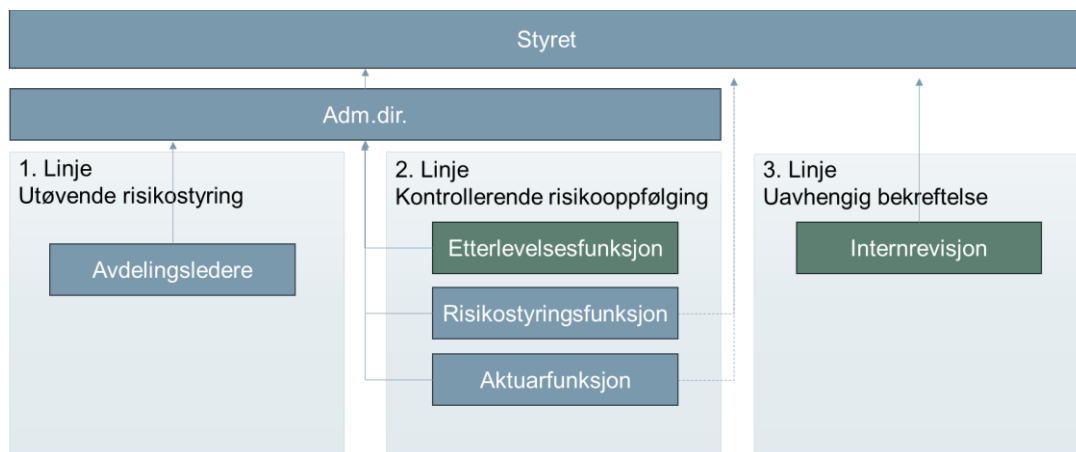 Styret
Adm.dir.
1. Linje
Utøvende risikostyring
Avdelingsledere
2. Linje
Kontrollerende risikooppfølging
Etterlevelsesfunksjon
Risikostyringsfunksjon
Aktuarfunksjon
3. Linje
Uavhengig bekreftelse
Internrevisjon